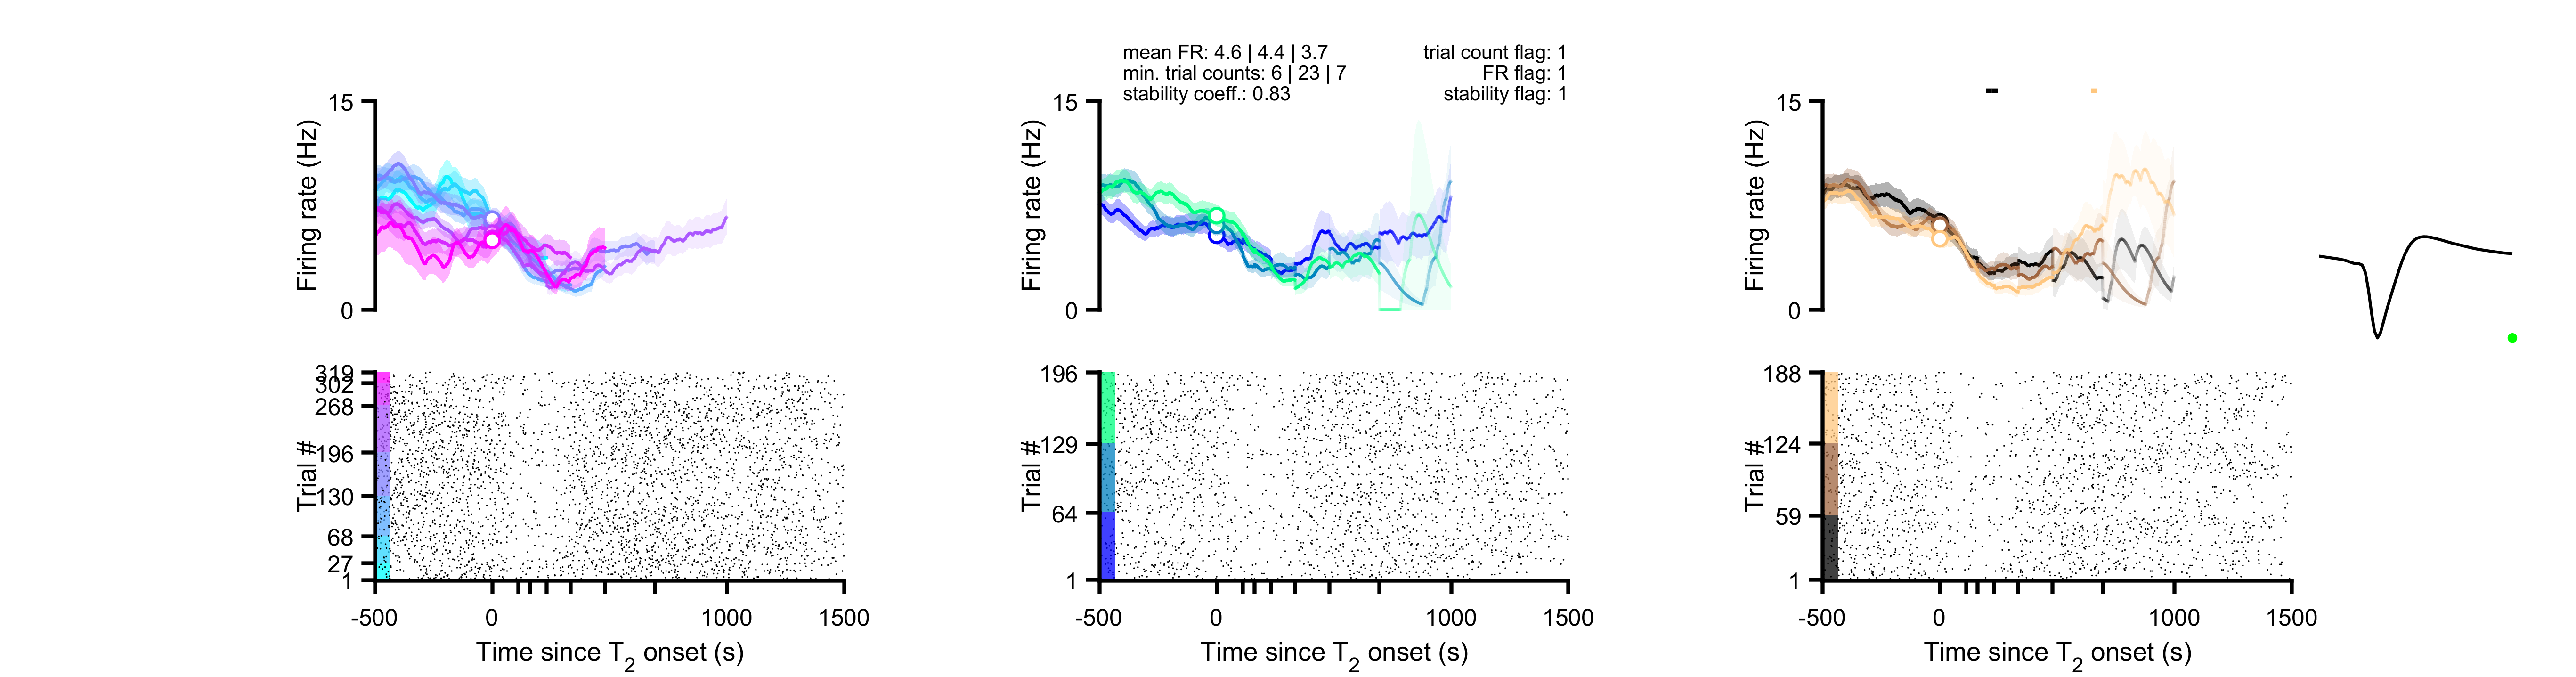 mean FR: 4.6 | 4.4 | 3.7
min. trial counts: 6 | 23 | 7
stability coeff.: 0.83
trial count flag: 1
FR flag: 1
stability flag: 1
15
Firing rate (Hz)
0
15
Firing rate (Hz)
0
15
Firing rate (Hz)
0
319
302
268
196
130
68
27
1
Trial #
-500
0
1000
1500
Time since T2 onset (s)
196
129
64
1
Trial #
-500
0
1000
1500
Time since T2 onset (s)
188
124
59
1
Trial #
-500
0
1000
1500
Time since T2 onset (s)